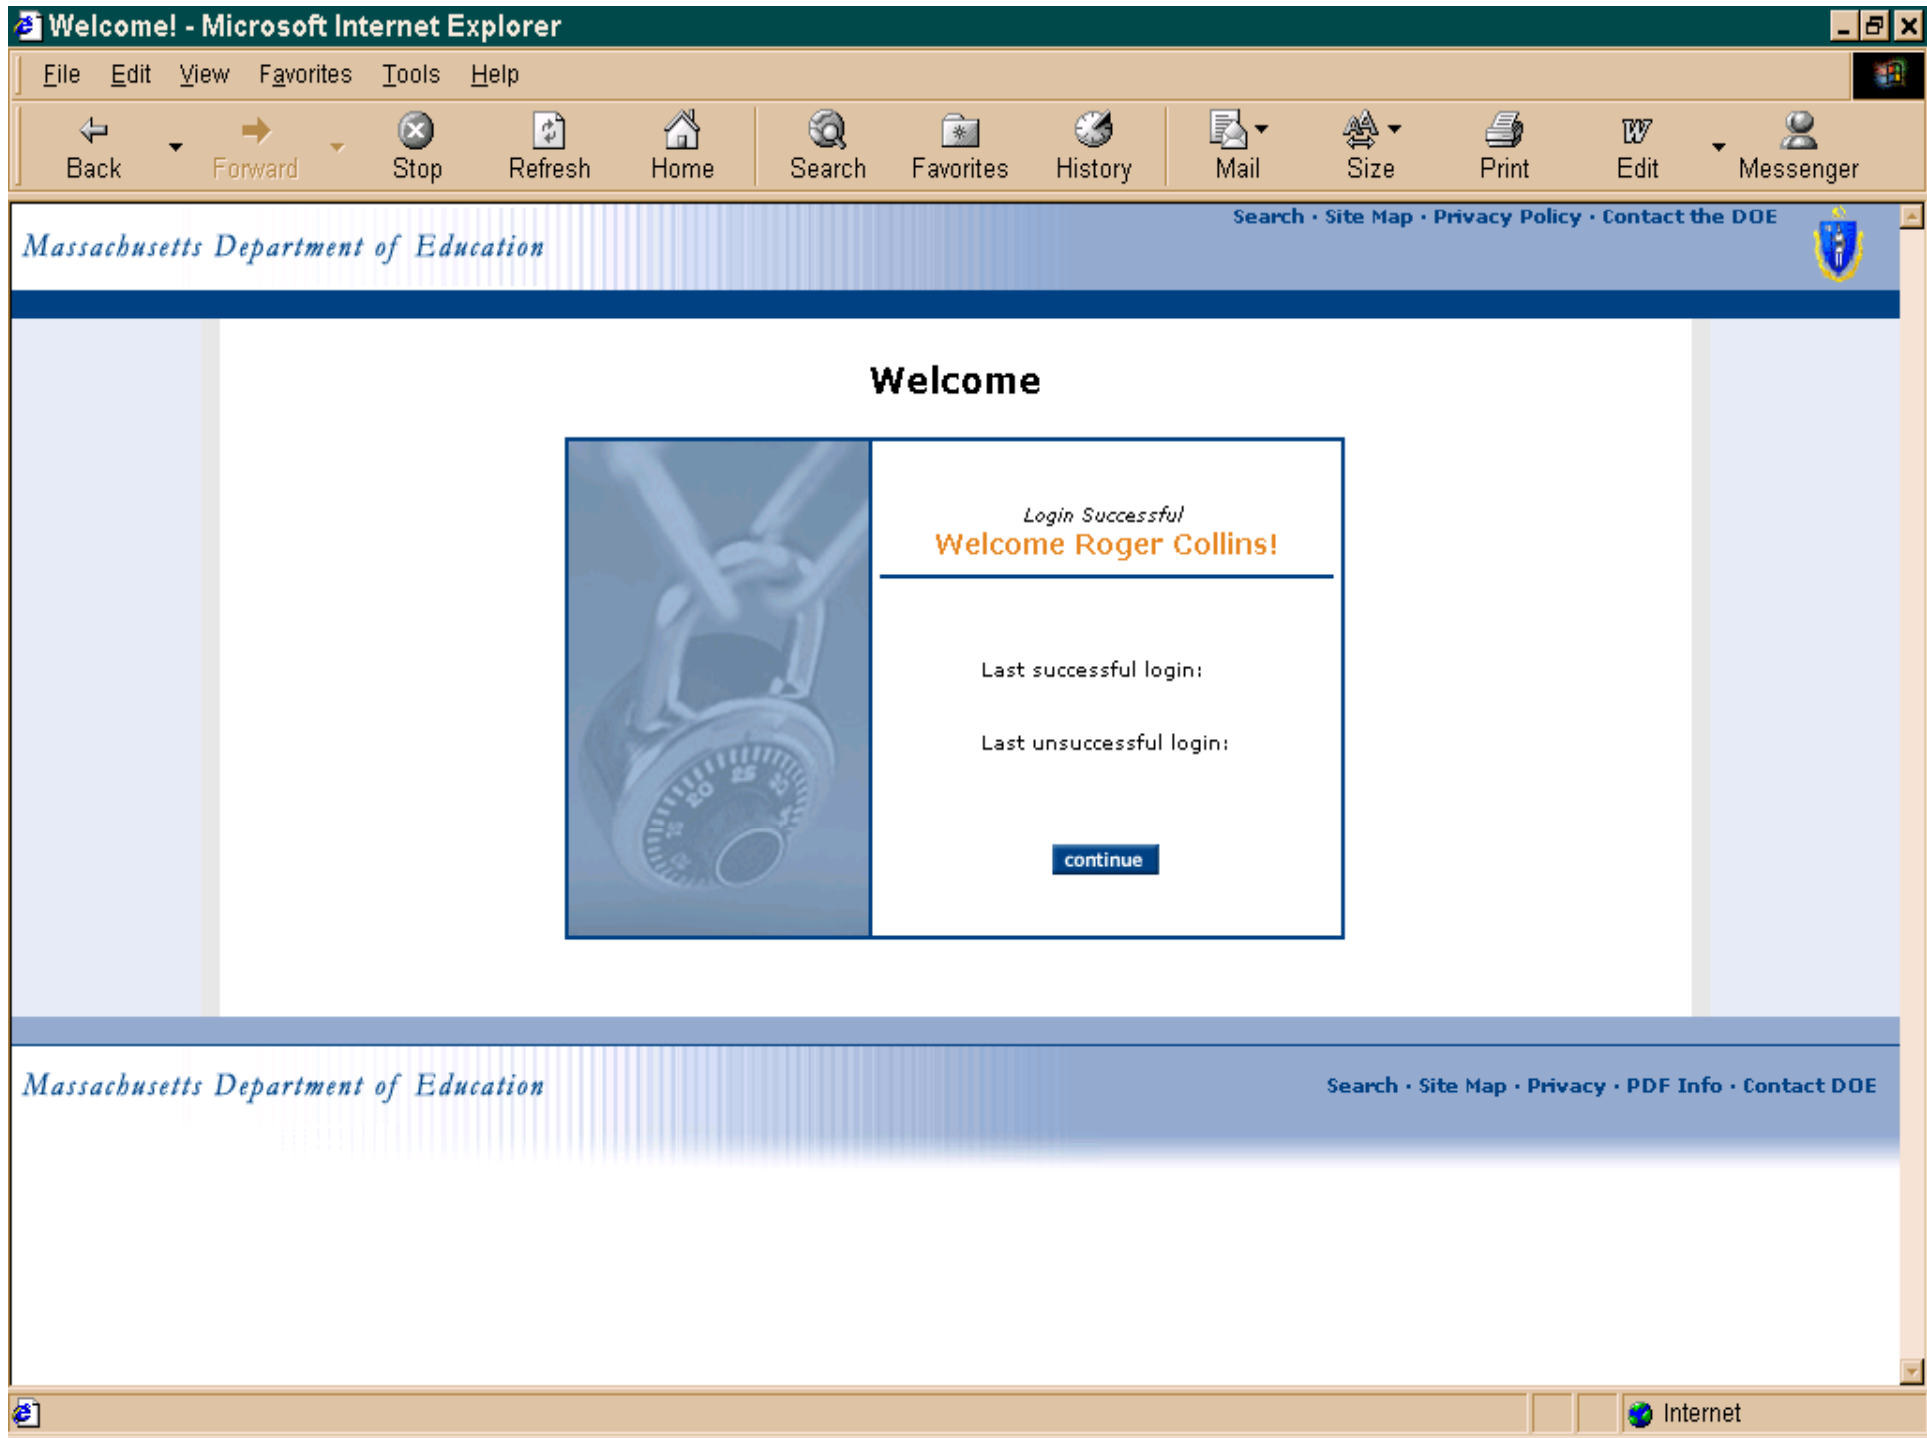 Welcome! - Microsoft Internet Explorer
File Edit View Favorites Tools Help
Back Forward Stop Refresh Home Search Favorites History Mail Size Print Edit Messenger
Search · Site Map · Privacy Policy · Contact the DOE
Massachusetts Department of Education
Welcome
Login Successful
Welcome Roger Collins!
Last successful login:
Last unsuccessful login:
20 25
continue
Massachusetts Department of Education
Search · Site Map · Privacy · PDF Info · Contact DOE
Internet